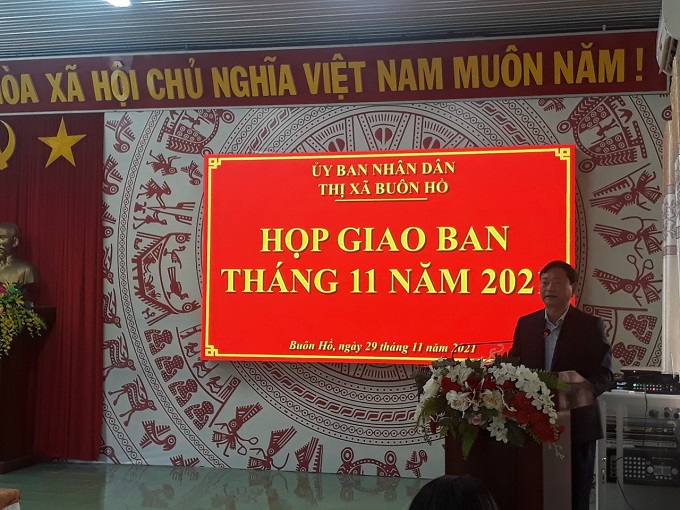 HÒA XÃ HỘI CHỦ NGHĨA VIỆT NAM MUÔN NĂM !
ỦY BAN NHÂN DÂN
THỊ XÃ BUÔN HỒ
HỌP GIAO BAN
THÁNG 11 NĂM 202
Buôn Hồ, ngày 29 tháng 11 năm 2021